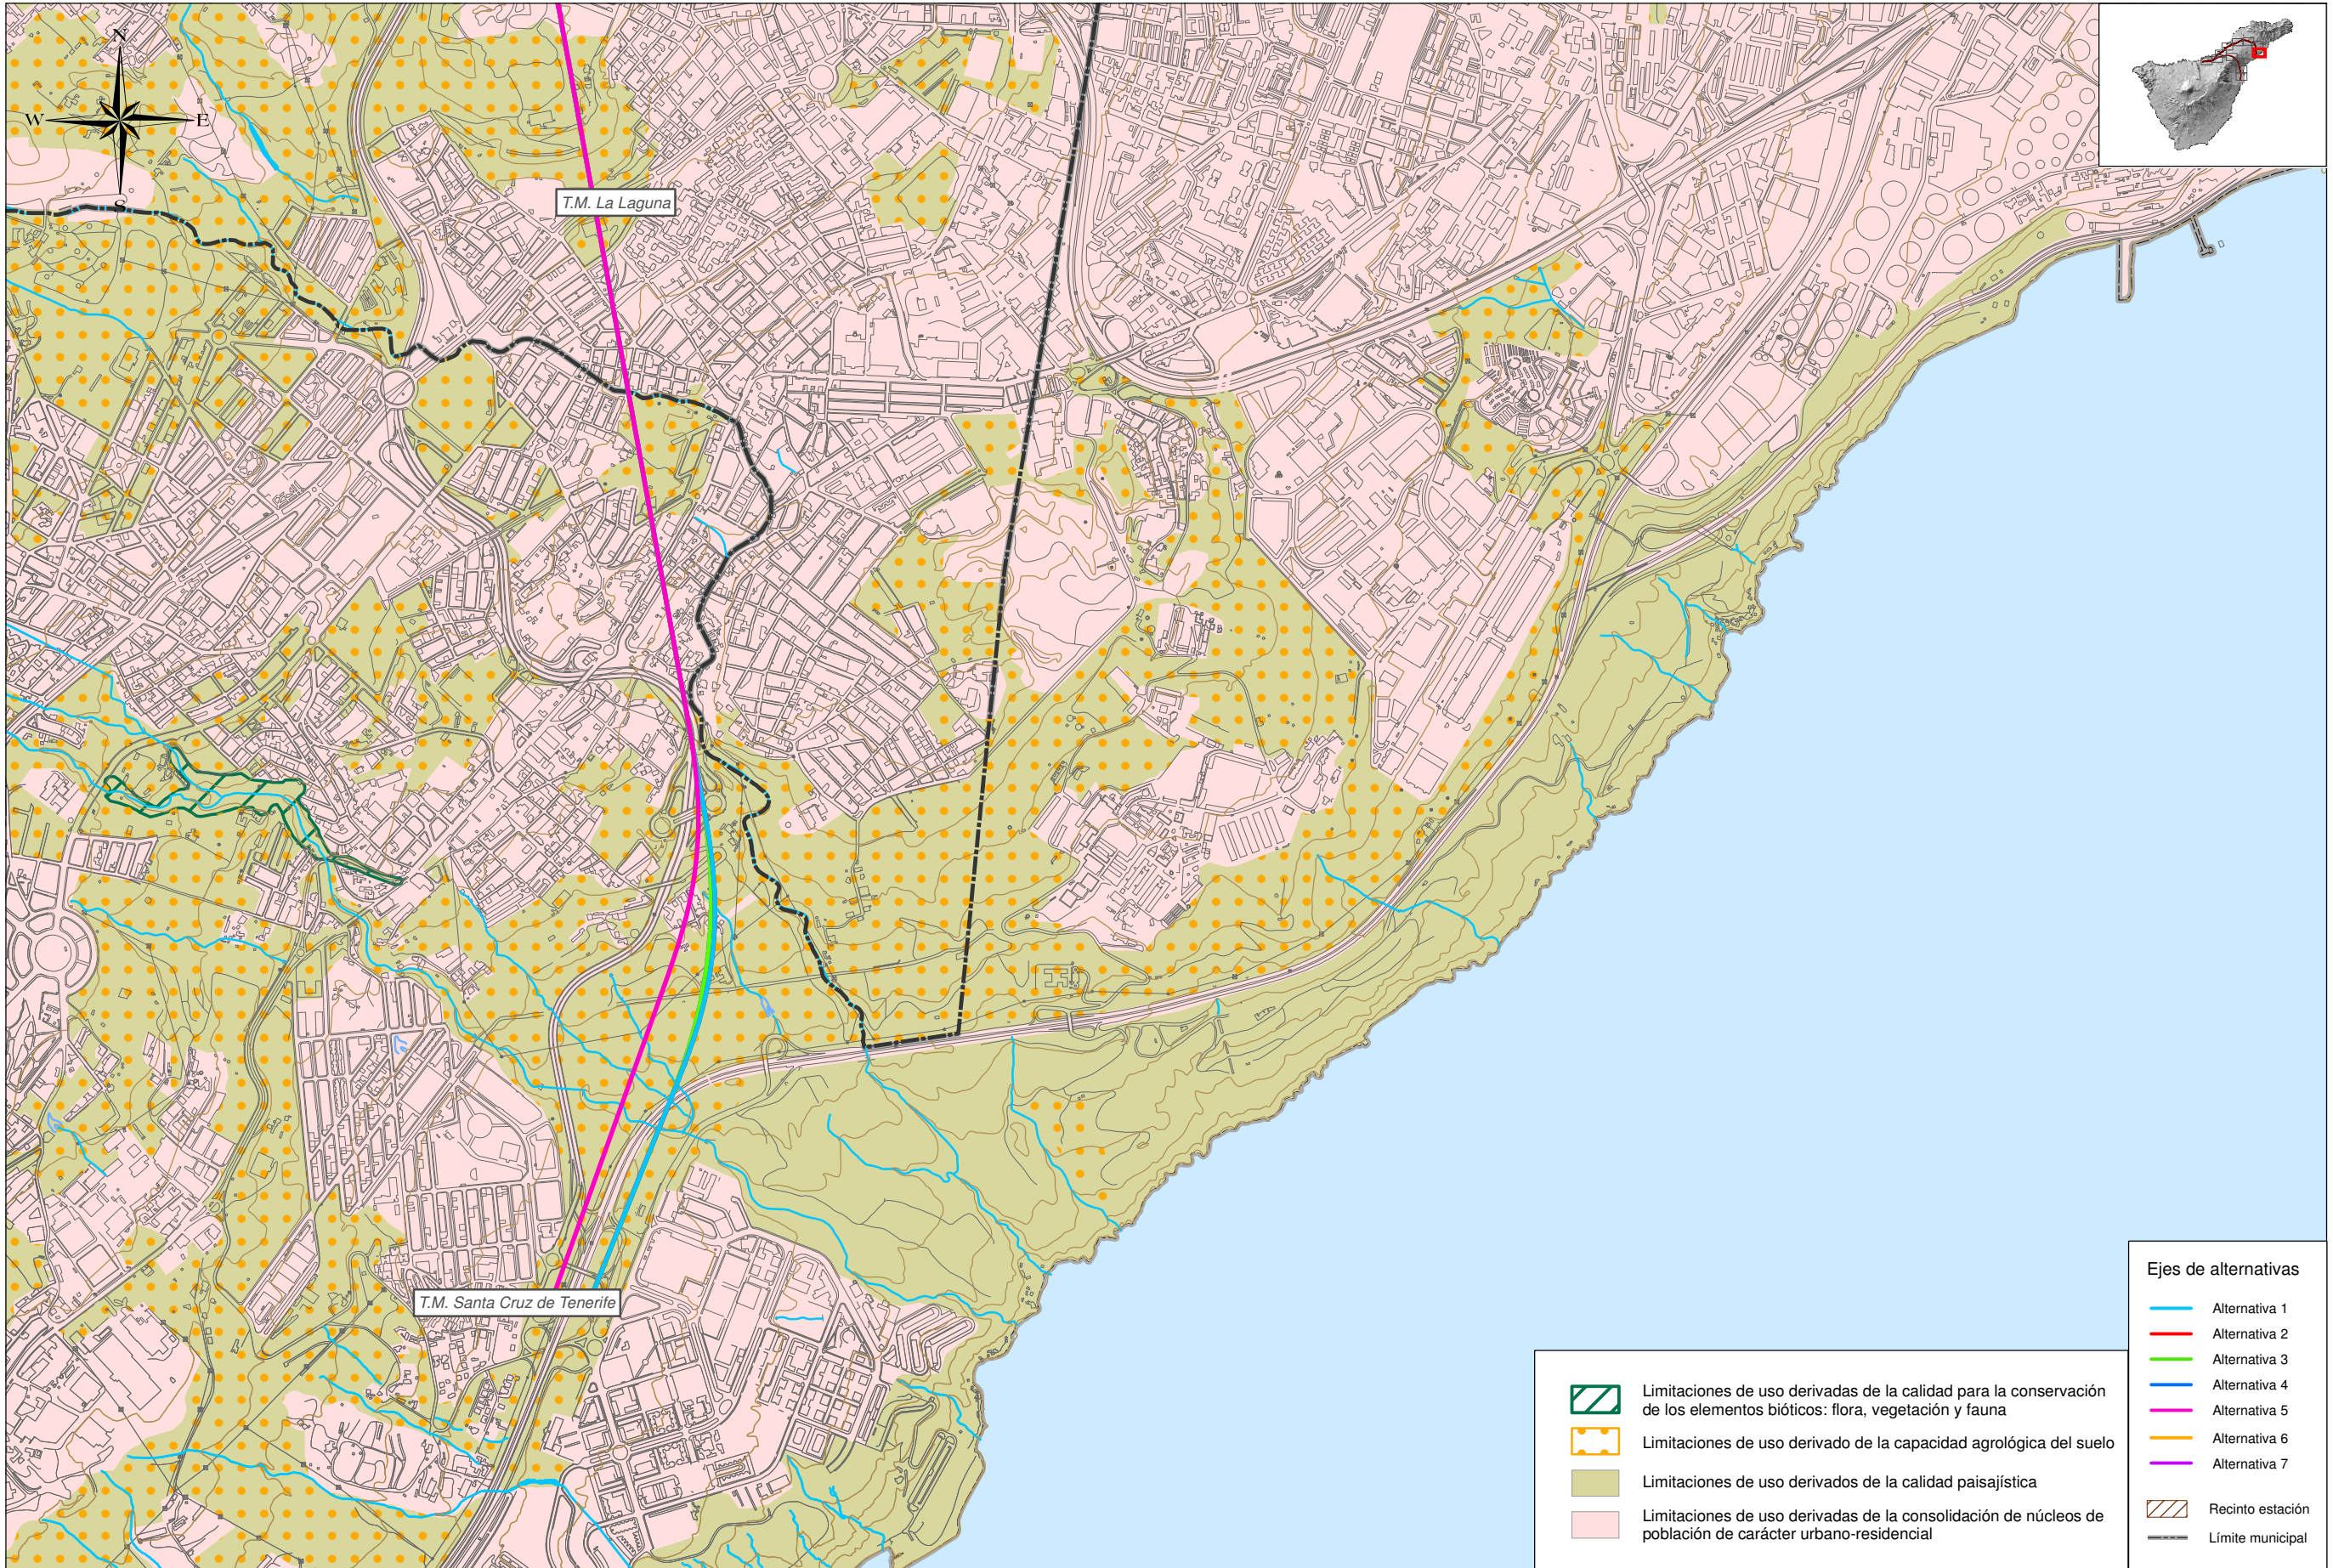 N
W
E
S
T.M. La Laguna
T.M. Santa Cruz de Tenerife
Limitaciones de uso derivadas de la calidad para la conservación
de los elementos bióticos: flora, vegetación y fauna
Limitaciones de uso derivado de la capacidad agrológica del suelo
Limitaciones de uso derivados de la calidad paisajística
Limitaciones de uso derivadas de la consolidación de núcleos de
población de carácter urbano-residencial
Ejes de alternativas
Alternativa 1
Alternativa 2
Alternativa 3
Alternativa 4
Alternativa 5
Alternativa 6
Alternativa 7
Recinto estación
Límite municipal